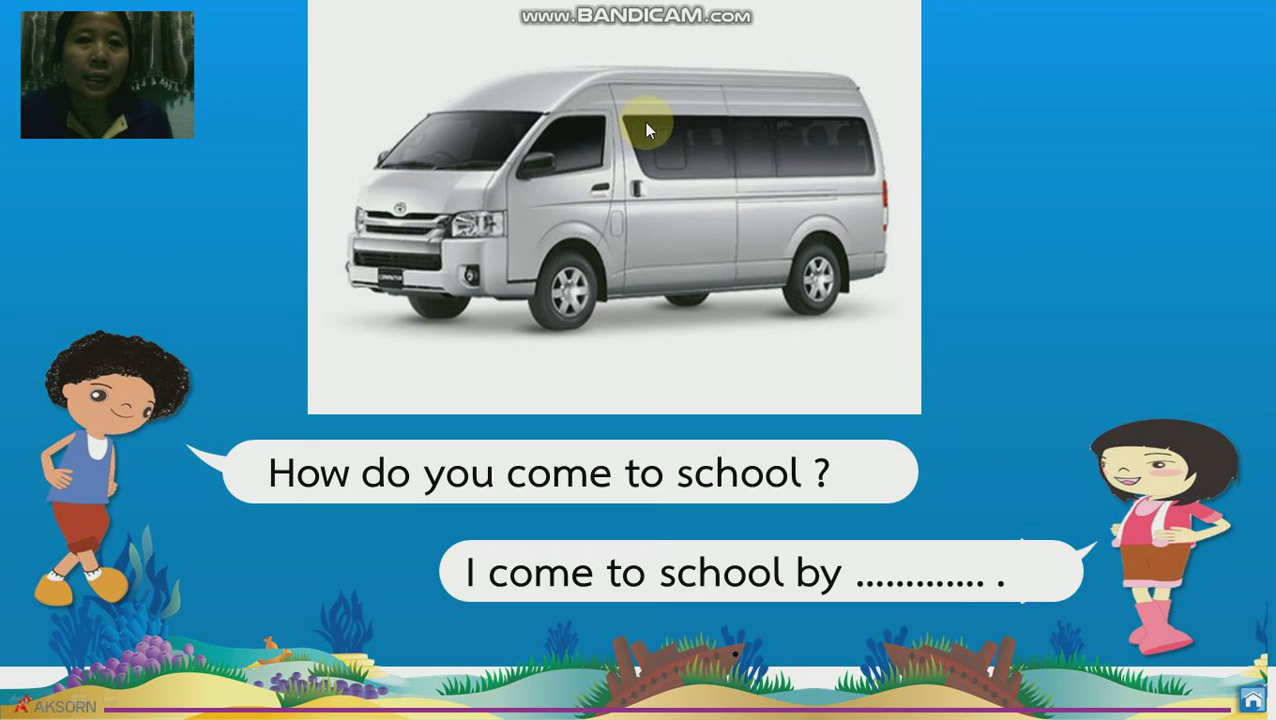 www.BANDICAM.com
How do you come to school ?
I come to school by ............. .
AKSORN